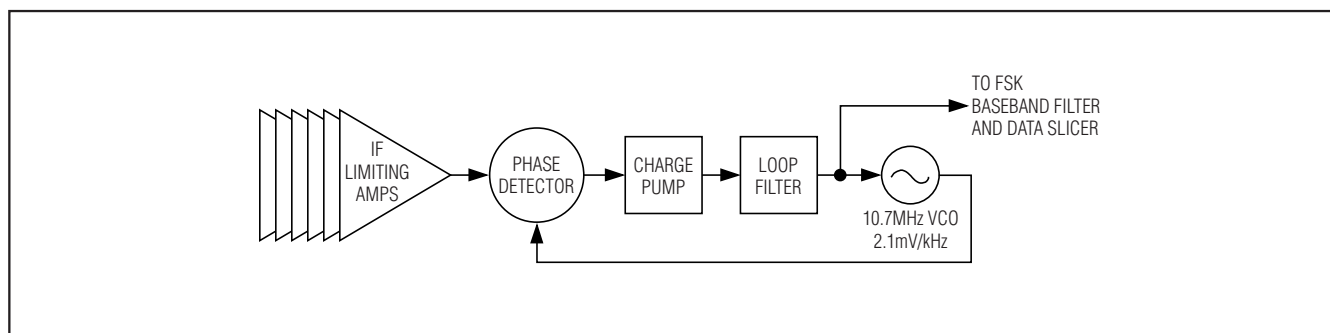 IF
LIMITING
AMPS
PHASE
DETECTOR
CHARGE
PUMP
LOOP
FILTER
TO FSK
BASEBAND FILTER
AND DATA SLICER
10.7MHz VCO
2.1mV/kHz